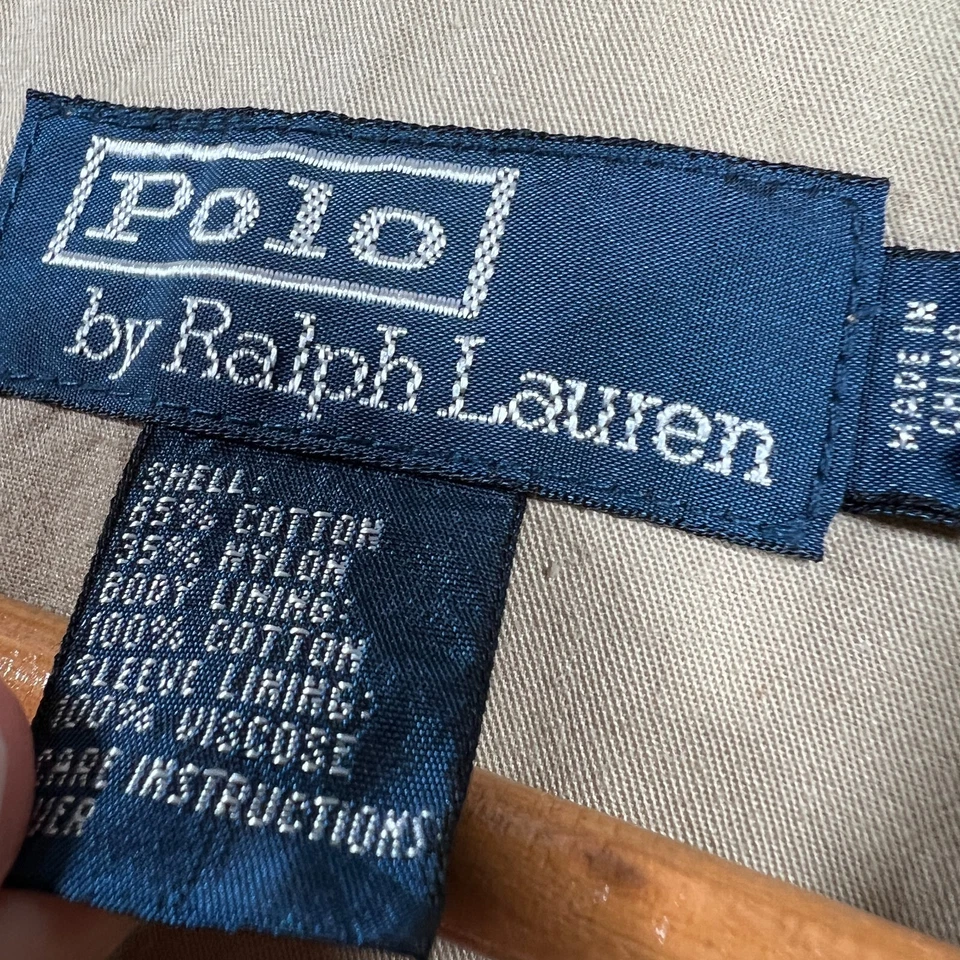 Polo
by Ralph Lauren
MADE IN
CHINA
SHELL:
65% COTTON
35% NYLON
BODY LINING:
100% COTTON
SLEEVE LINING:
100% VISCOSE
CARE INSTRUCTIONS